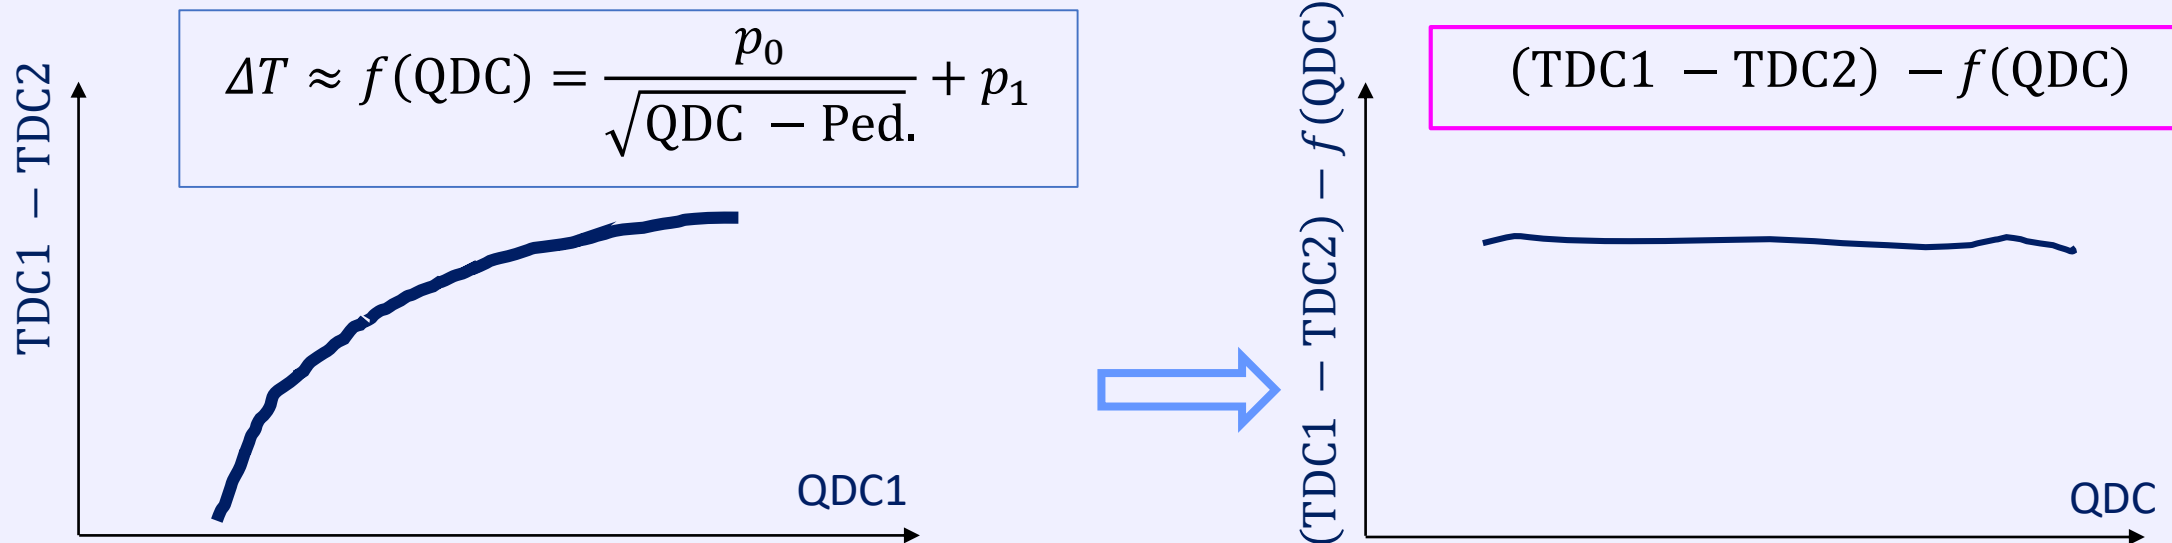 TDC1 − TDC2
𝛥𝑇 ≈ 𝑓(QDC) = 𝑝₀ / √(QDC − Ped.) + 𝑝₁
QDC1
(TDC1 − TDC2) − 𝑓(QDC)
(TDC1 − TDC2) − 𝑓(QDC)
QDC